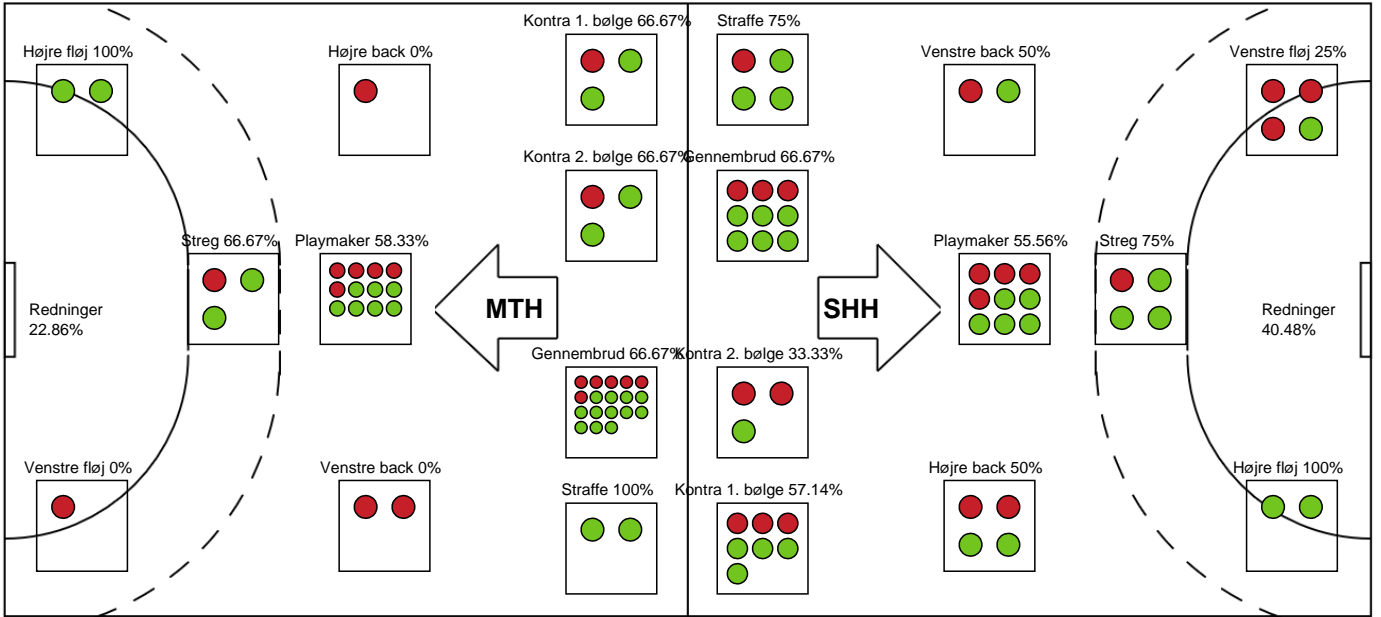 Kontra 1. bølge 66.67%
Straffe 75%
Højre fløj 100%
Højre back 0%
Venstre back 50%
Venstre fløj 25%
Kontra 2. bølge 66.67%
Gennembrud 66.67%
Streg 66.67%
Playmaker 58.33%
Playmaker 55.56%
Streg 75%
MTH
SHH
Redninger
22.86%
Redninger
40.48%
Gennembrud 66.67%
Kontra 2. bølge 33.33%
Venstre fløj 0%
Venstre back 0%
Straffe 100%
Kontra 1. bølge 57.14%
Højre back 50%
Højre fløj 100%